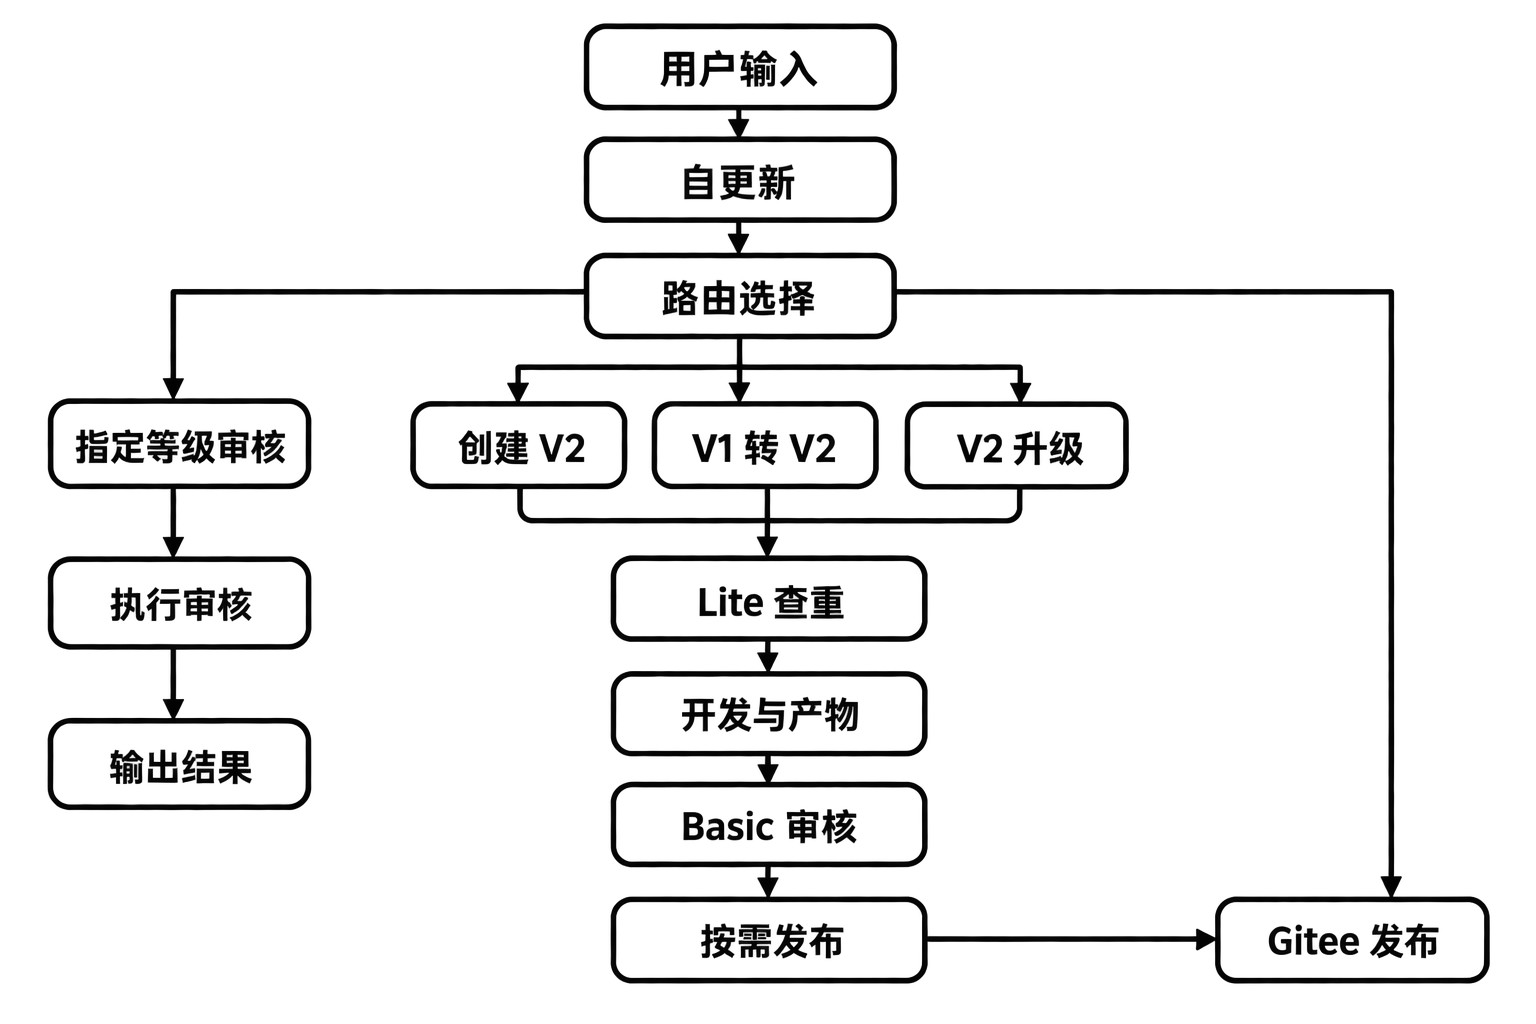 用户输入
自更新
路由选择
指定等级审核
创建 V2
V1 转 V2
V2 升级
执行审核
Lite 查重
开发与产物
输出结果
Basic 审核
按需发布
Gitee 发布